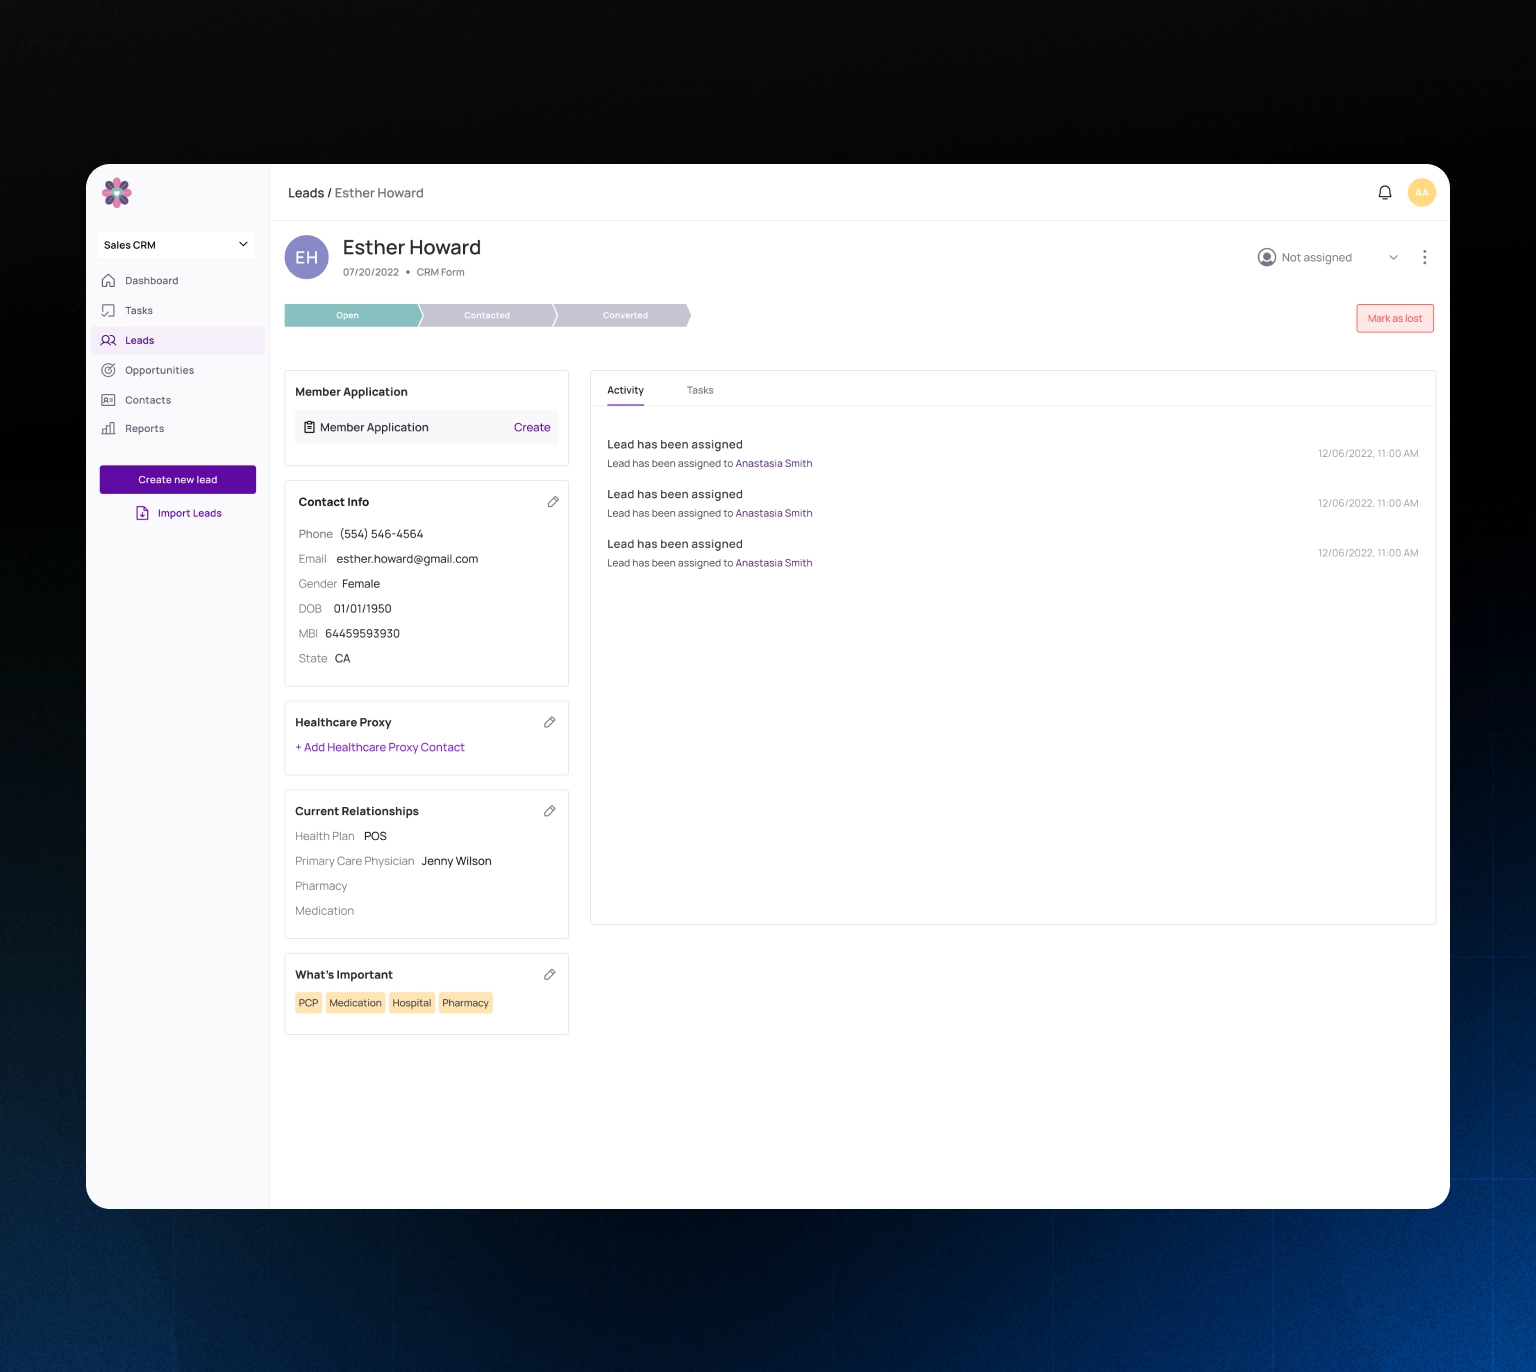 Leads / Esther Howard
AA
Sales CRM
Dashboard
Tasks
Leads
Opportunities
Contacts
Reports
Create new lead
Import Leads
EH
Esther Howard
07/20/2022 • CRM Form
Not assigned
Open
Contacted
Converted
Mark as lost
Member Application
Member Application
Create
Contact Info
Phone (554) 546-4564
Email esther.howard@gmail.com
Gender Female
DOB 01/01/1950
MBI 64459593930
State CA
Healthcare Proxy
+ Add Healthcare Proxy Contact
Current Relationships
Health Plan POS
Primary Care Physician Jenny Wilson
Pharmacy
Medication
What's Important
PCP Medication Hospital Pharmacy
Activity
Tasks
Lead has been assigned
Lead has been assigned to Anastasia Smith
12/06/2022, 11:00 AM
Lead has been assigned
Lead has been assigned to Anastasia Smith
12/06/2022, 11:00 AM
Lead has been assigned
Lead has been assigned to Anastasia Smith
12/06/2022, 11:00 AM